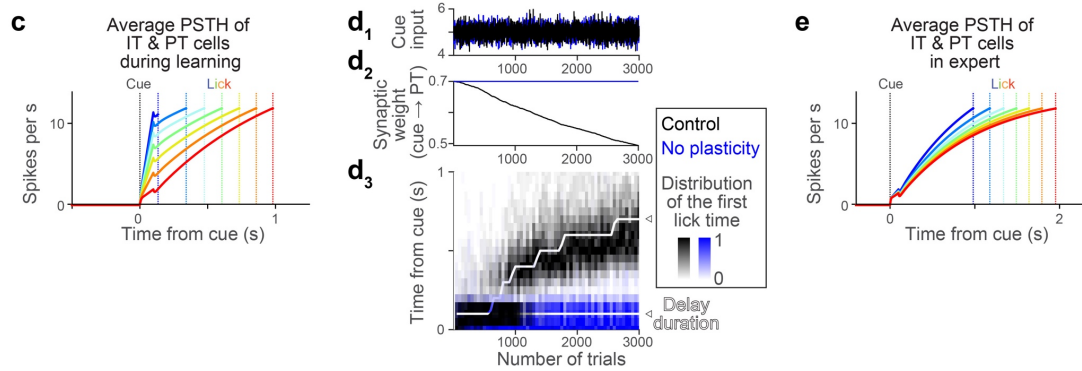 c
Average PSTH of
IT & PT cells
during learning
Cue
Lick
Spikes per s
10
0
0
1
Time from cue (s)
d1
Cue
input
6
4
1000
2000
3000
d2
Synaptic
weight
(cue → PT)
0.7
0.5
1000
2000
3000
d3
Time from cue (s)
1
0
1000
2000
3000
Number of trials
Control
No plasticity
Distribution
of the first
lick time
1
0
Delay
duration
e
Average PSTH of
IT & PT cells
in expert
Cue
Lick
Spikes per s
10
0
0
2
Time from cue (s)